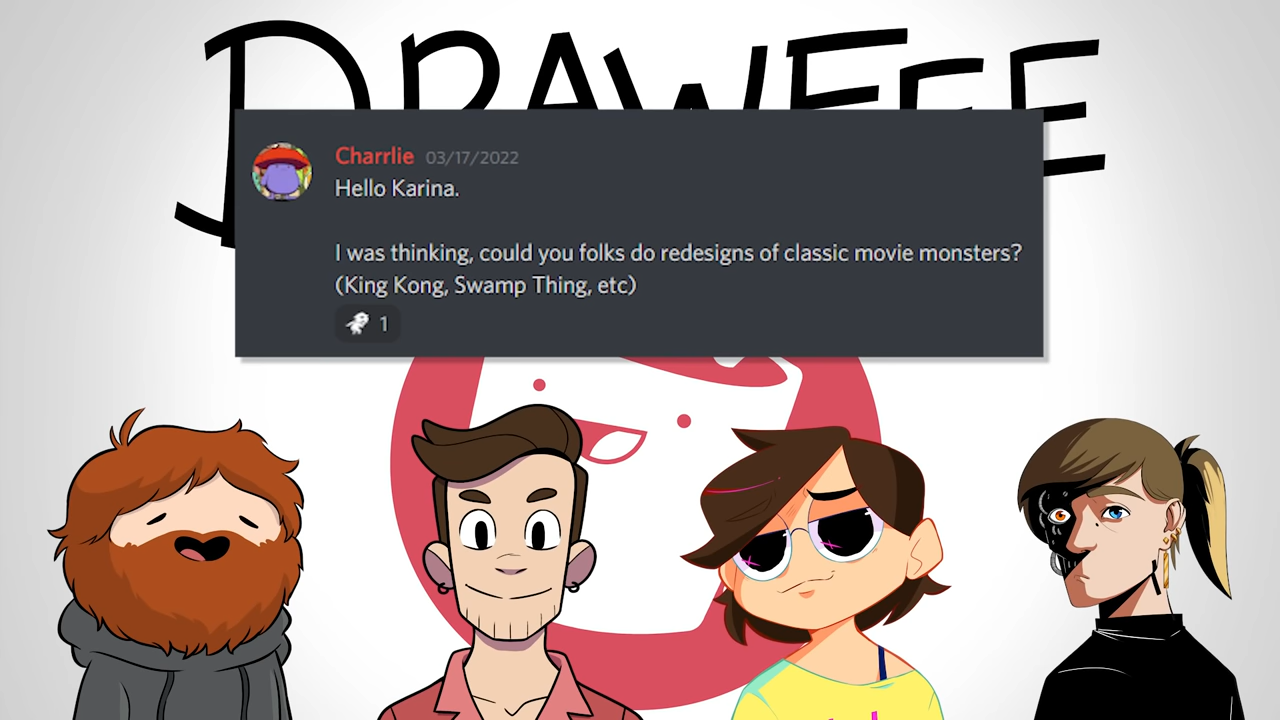 DRAWFEE
Charrlie 03/17/2022
Hello Karina.
I was thinking, could you folks do redesigns of classic movie monsters?
(King Kong, Swamp Thing, etc)
1